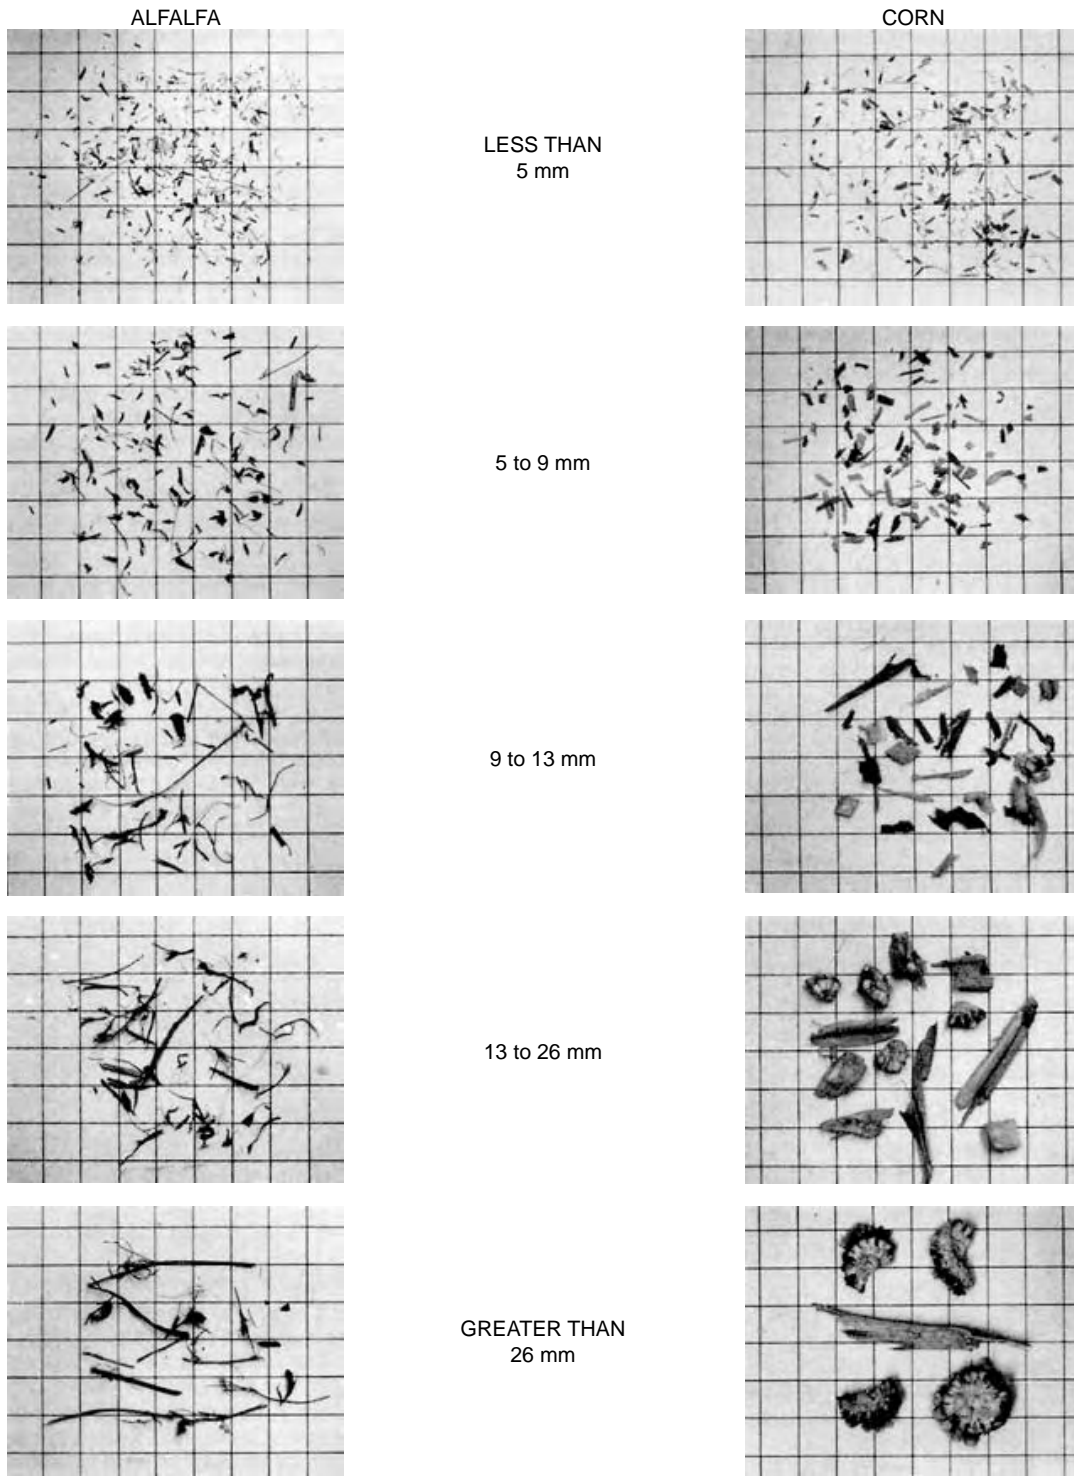 ALFALFA
CORN
LESS THAN
5 mm
5 to 9 mm
9 to 13 mm
13 to 26 mm
GREATER THAN
26 mm